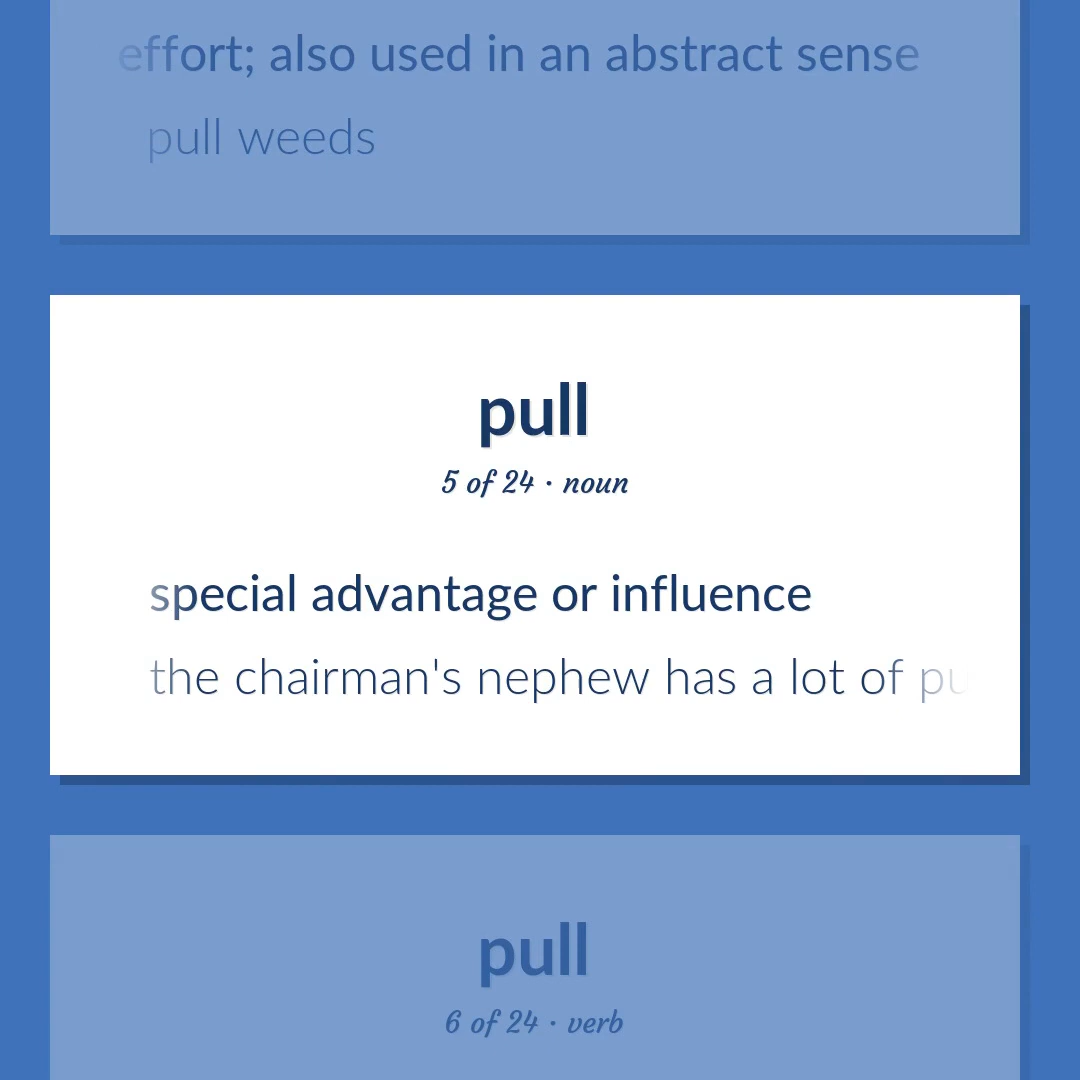 effort; also used in an abstract sense
pull weeds
pull
5 of 24 · noun
special advantage or influence
the chairman's nephew has a lot of
pull
6 of 24 · verb